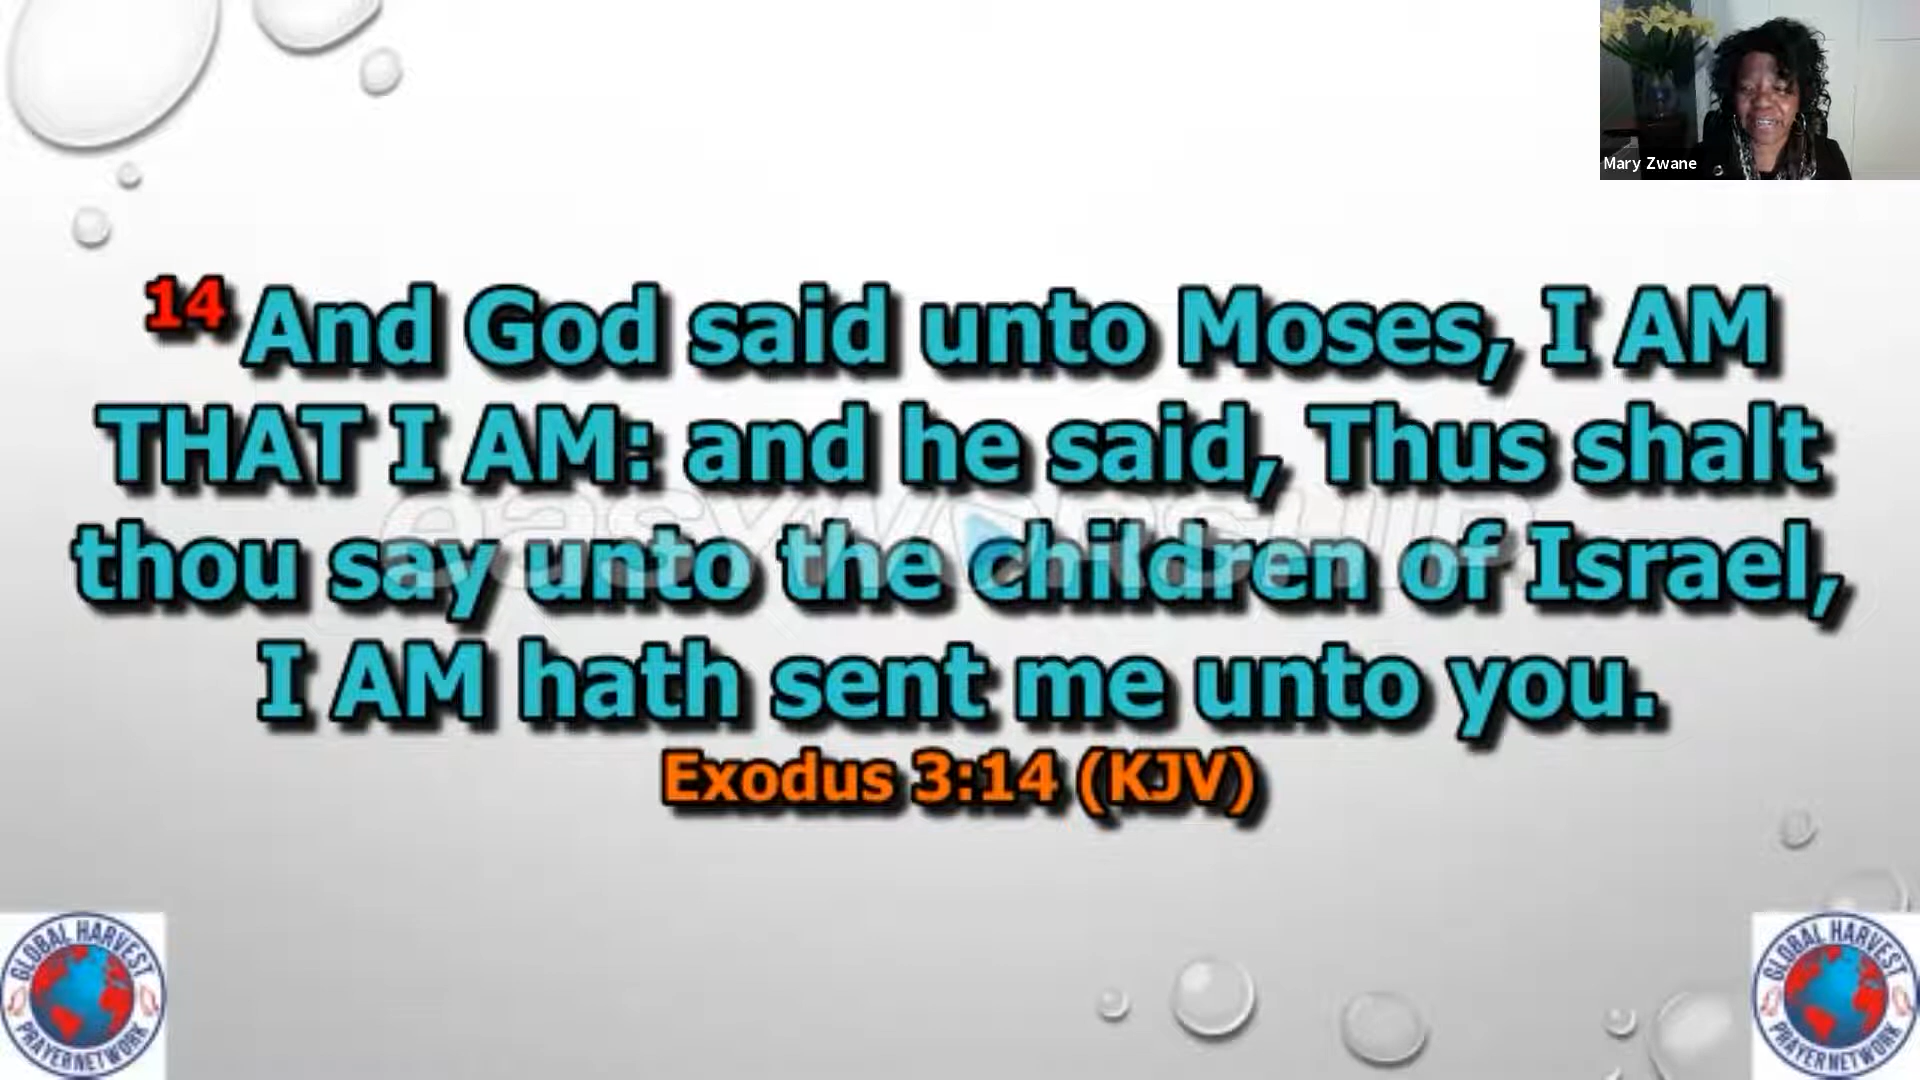 Mary Zwane
14 And God said unto Moses, I AM
THAT I AM: and he said, Thus shalt
thou say unto the children of Israel,
I AM hath sent me unto you.
Exodus 3:14 (KJV)
easyworship
GLOBAL HARVEST
PRAYER NETWORK
GLOBAL HARVEST
PRAYER NETWORK